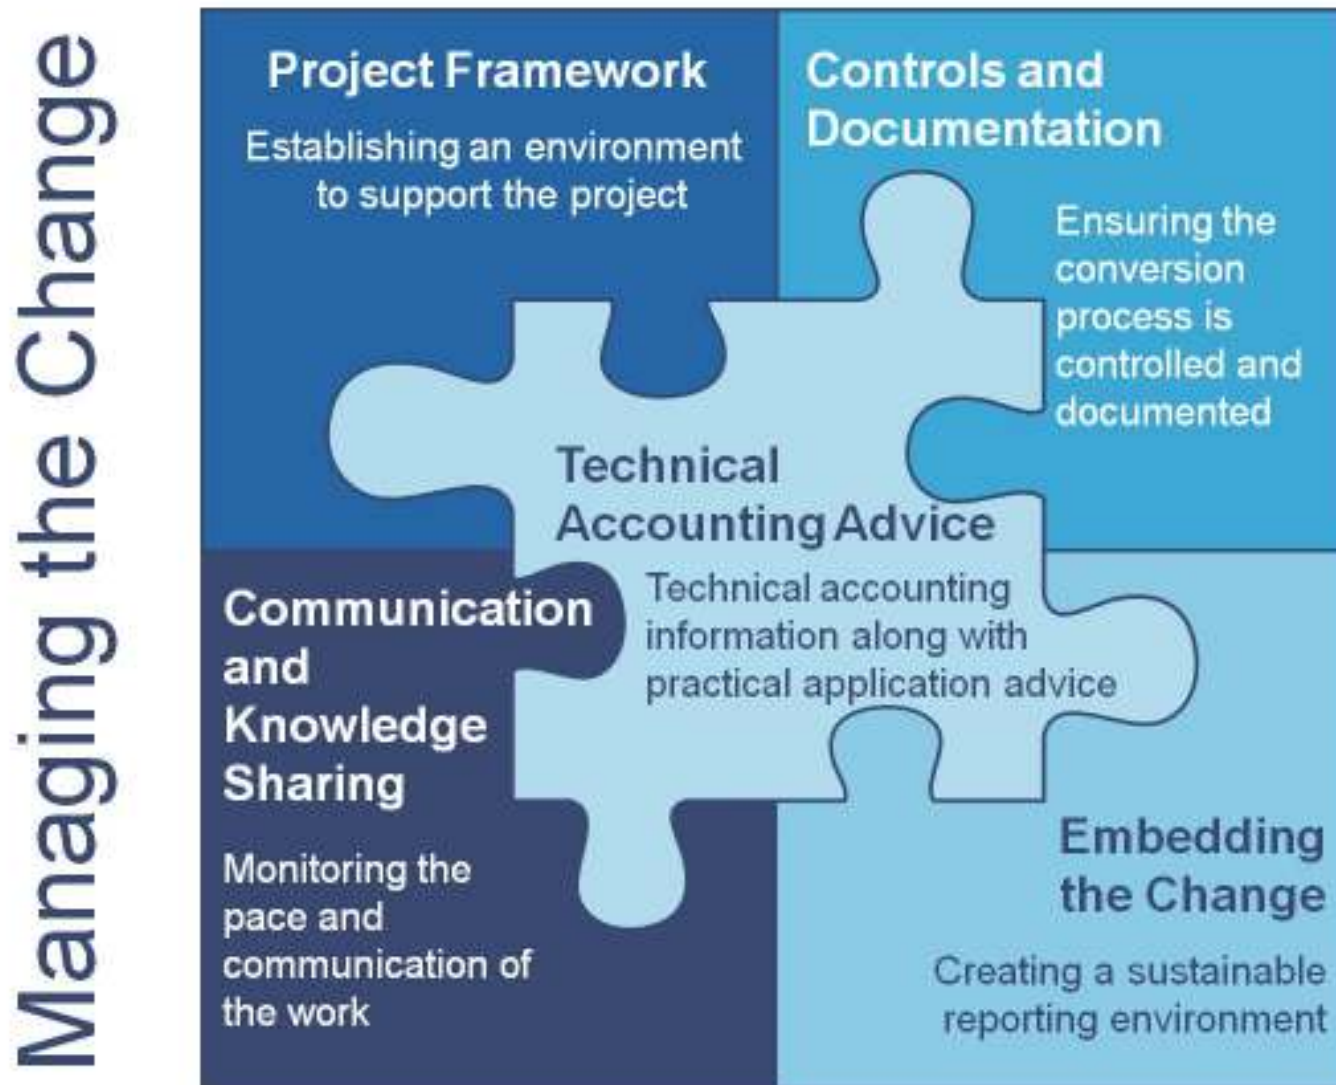 Managing the Change
Project Framework
Establishing an environment
to support the project
Controls and
Documentation
Ensuring the
conversion
process is
controlled and
documented
Technical
Accounting Advice
Technical accounting
information along with
practical application advice
Communication
and
Knowledge
Sharing
Monitoring the
pace and
communication of
the work
Embedding
the Change
Creating a sustainable
reporting environment